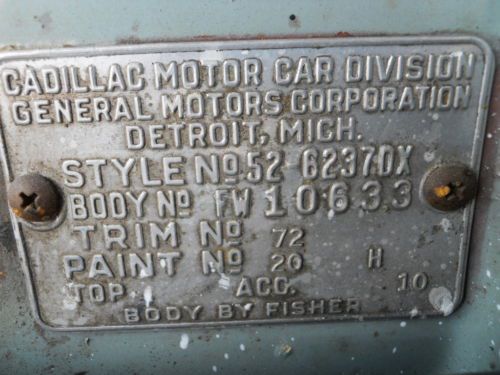 CADILLAC MOTOR CAR DIVISION
GENERAL MOTORS CORPORATION
DETROIT, MICH.
STYLE Nº 52 6237DX
BODY Nº FW 10633
TRIM Nº 72
PAINT Nº 20 H
TOP ACC. 10
BODY BY FISHER